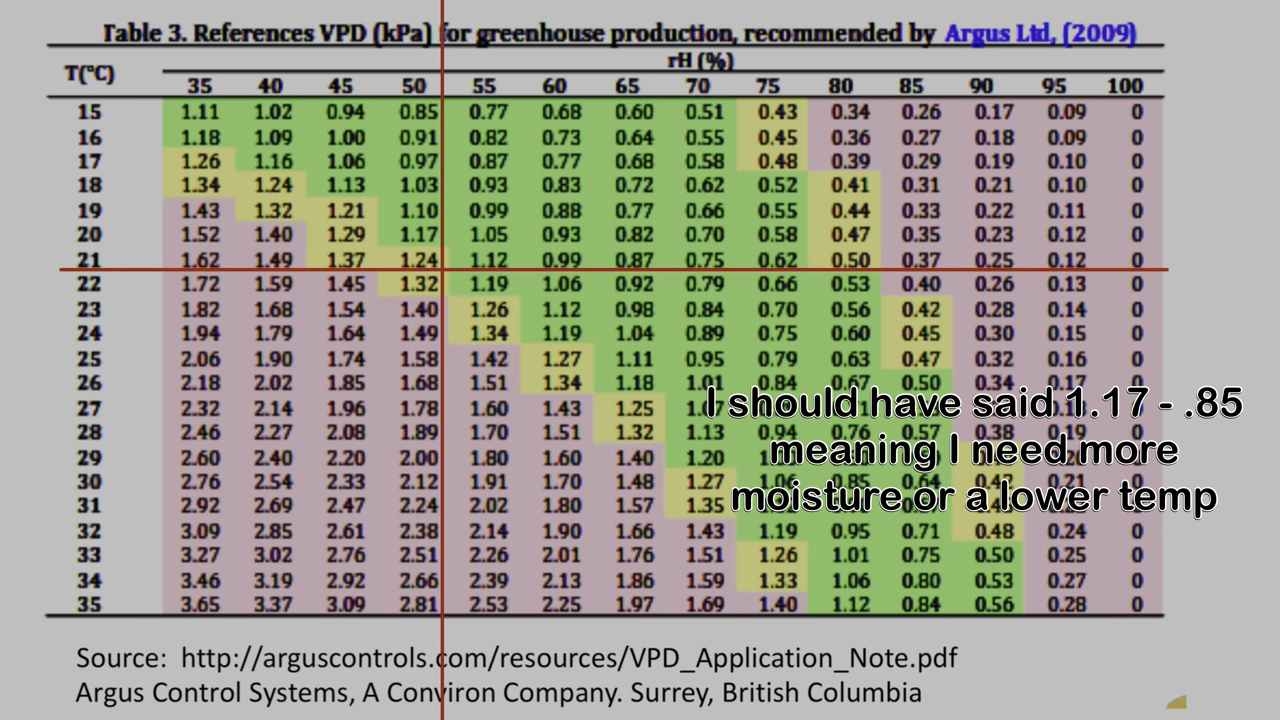 Table 3. References VPD (kPa) for greenhouse production, recommended by Argus Ltd, (2009)
T(°C) rH (%)
35 40 45 50 55 60 65 70 75 80 85 90 95 100
15 1.11 1.02 0.94 0.85 0.77 0.68 0.60 0.51 0.43 0.34 0.26 0.17 0.09 0
16 1.18 1.09 1.00 0.91 0.82 0.73 0.64 0.55 0.45 0.36 0.27 0.18 0.09 0
17 1.26 1.16 1.06 0.97 0.87 0.77 0.68 0.58 0.48 0.39 0.29 0.19 0.10 0
18 1.34 1.24 1.13 1.03 0.93 0.83 0.72 0.62 0.52 0.41 0.31 0.21 0.10 0
19 1.43 1.32 1.21 1.10 0.99 0.88 0.77 0.66 0.55 0.44 0.33 0.22 0.11 0
20 1.52 1.40 1.29 1.17 1.05 0.93 0.82 0.70 0.58 0.47 0.35 0.23 0.12 0
21 1.62 1.49 1.37 1.24 1.12 0.99 0.87 0.75 0.62 0.50 0.37 0.25 0.12 0
22 1.72 1.59 1.45 1.32 1.19 1.06 0.92 0.79 0.66 0.53 0.40 0.26 0.13 0
23 1.82 1.68 1.54 1.40 1.26 1.12 0.98 0.84 0.70 0.56 0.42 0.28 0.14 0
24 1.94 1.79 1.64 1.49 1.34 1.19 1.04 0.89 0.75 0.60 0.45 0.30 0.15 0
25 2.06 1.90 1.74 1.58 1.42 1.27 1.11 0.95 0.79 0.63 0.47 0.32 0.16 0
26 2.18 2.02 1.85 1.68 1.51 1.34 1.18 1.01 0.84 0.67 0.50 0.34 0.17 0
27 2.32 2.14 1.96 1.78 1.60 1.43 1.25
28 2.46 2.27 2.08 1.89 1.70 1.51 1.32 1.13 0.94 0.76 0.57 0.38 0.19 0
29 2.60 2.40 2.20 2.00 1.80 1.60 1.40 1.20 0
30 2.76 2.54 2.33 2.12 1.91 1.70 1.48 1.27 1.06 0.85 0.64 0.21 0
31 2.92 2.69 2.47 2.24 2.02 1.80 1.57 1.35 0
32 3.09 2.85 2.61 2.38 2.14 1.90 1.66 1.43 1.19 0.95 0.71 0.48 0.24 0
33 3.27 3.02 2.76 2.51 2.26 2.01 1.76 1.51 1.26 1.01 0.75 0.50 0.25 0
34 3.46 3.19 2.92 2.66 2.39 2.13 1.86 1.59 1.33 1.06 0.80 0.53 0.27 0
35 3.65 3.37 3.09 2.81 2.53 2.25 1.97 1.69 1.40 1.12 0.84 0.56 0.28 0
I should have said 1.17 - .85
meaning I need more
moisture or a lower temp
Source: http://arguscontrols.com/resources/VPD_Application_Note.pdf
Argus Control Systems, A Conviron Company. Surrey, British Columbia